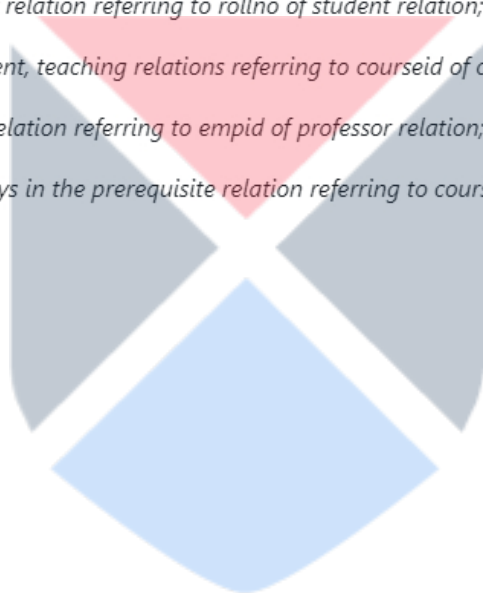 relation referring to rollno of student relation;
ent, teaching relations referring to courseid of
elation referring to empid of professor relation;
ys in the prerequisite relation referring to cours